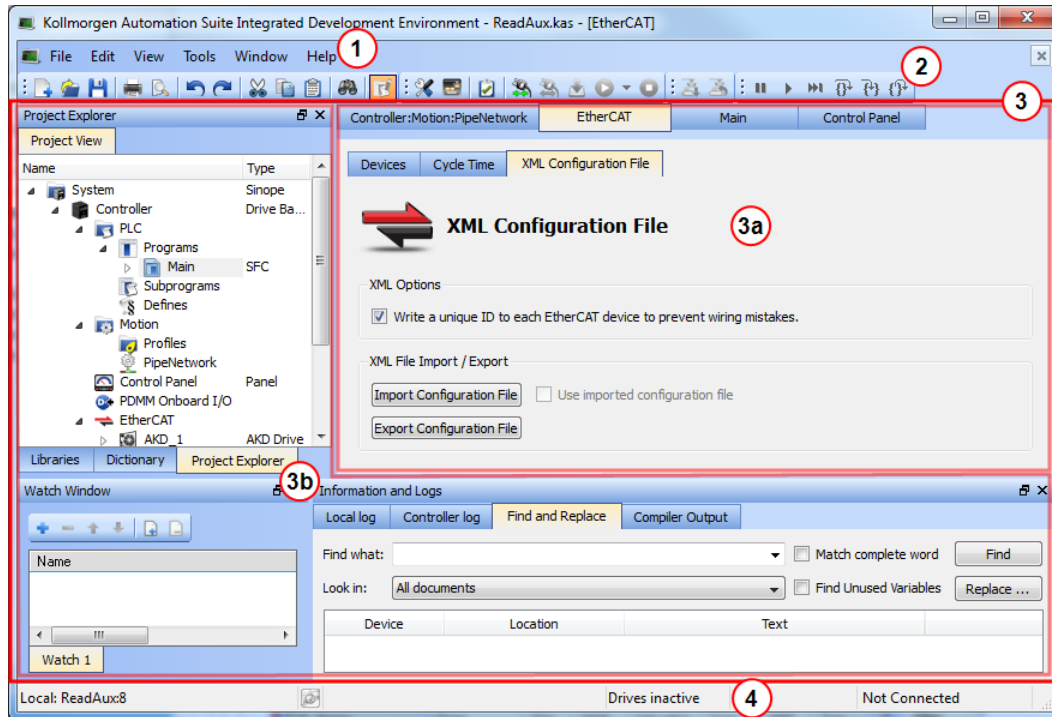 Kollmorgen Automation Suite Integrated Development Environment - ReadAux.kas - [EtherCAT]
File Edit View Tools Window Help
1
2
3
Project Explorer
Project View
Name Type
System Sinope
Controller Drive Ba...
PLC
Programs
Main SFC
Subprograms
Defines
Motion
Profiles
PipeNetwork
Control Panel Panel
PDMM Onboard I/O
EtherCAT
AKD_1 AKD Drive
Libraries Dictionary Project Explorer
Controller:Motion:PipeNetwork EtherCAT Main Control Panel
Devices Cycle Time XML Configuration File
XML Configuration File
3a
XML Options
Write a unique ID to each EtherCAT device to prevent wiring mistakes.
XML File Import / Export
Import Configuration File Use imported configuration file
Export Configuration File
3b
Watch Window
Name
Watch 1
Information and Logs
Local log Controller log Find and Replace Compiler Output
Find what: Match complete word Find
Look in: All documents Find Unused Variables Replace ...
Device Location Text
Local: ReadAux:8 Drives inactive 4 Not Connected